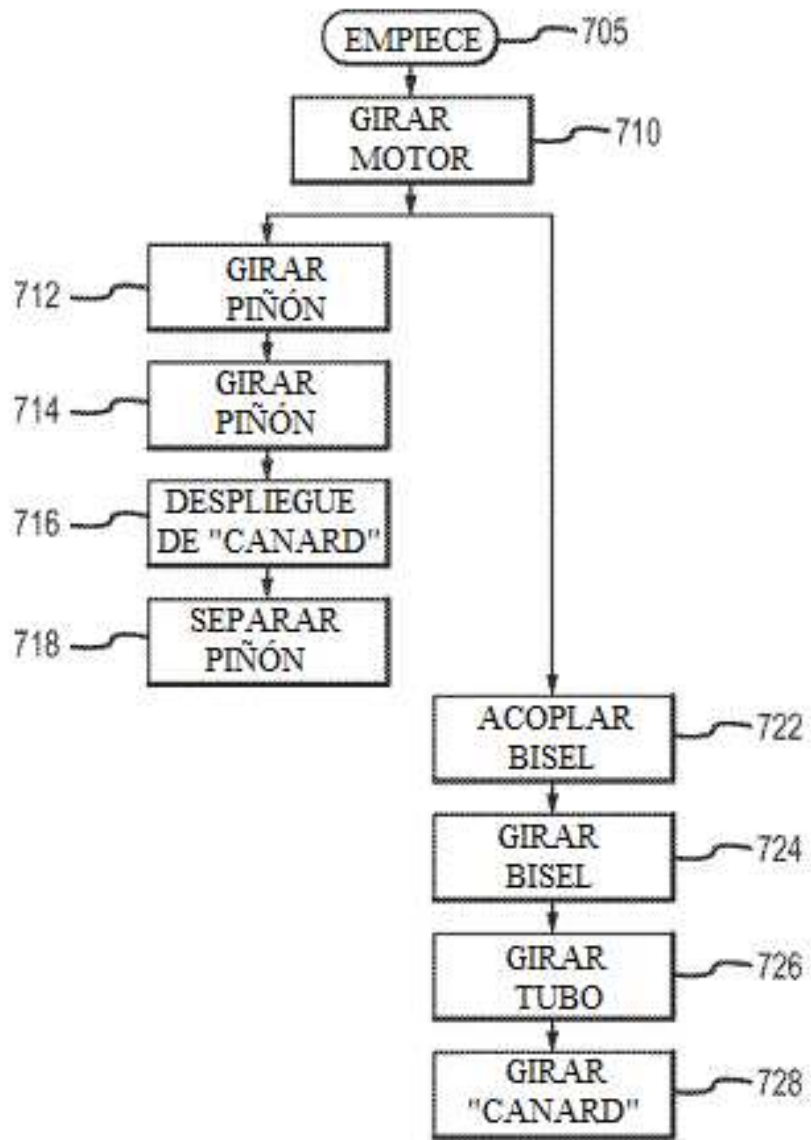 EMPIECE
705
GIRAR
MOTOR
710
712
GIRAR
PIÑÓN
714
GIRAR
PIÑÓN
716
DESPLIEGUE
DE "CANARD"
718
SEPARAR
PIÑÓN
ACOPLAR
BISEL
722
GIRAR
BISEL
724
GIRAR
TUBO
726
GIRAR
"CANARD"
728